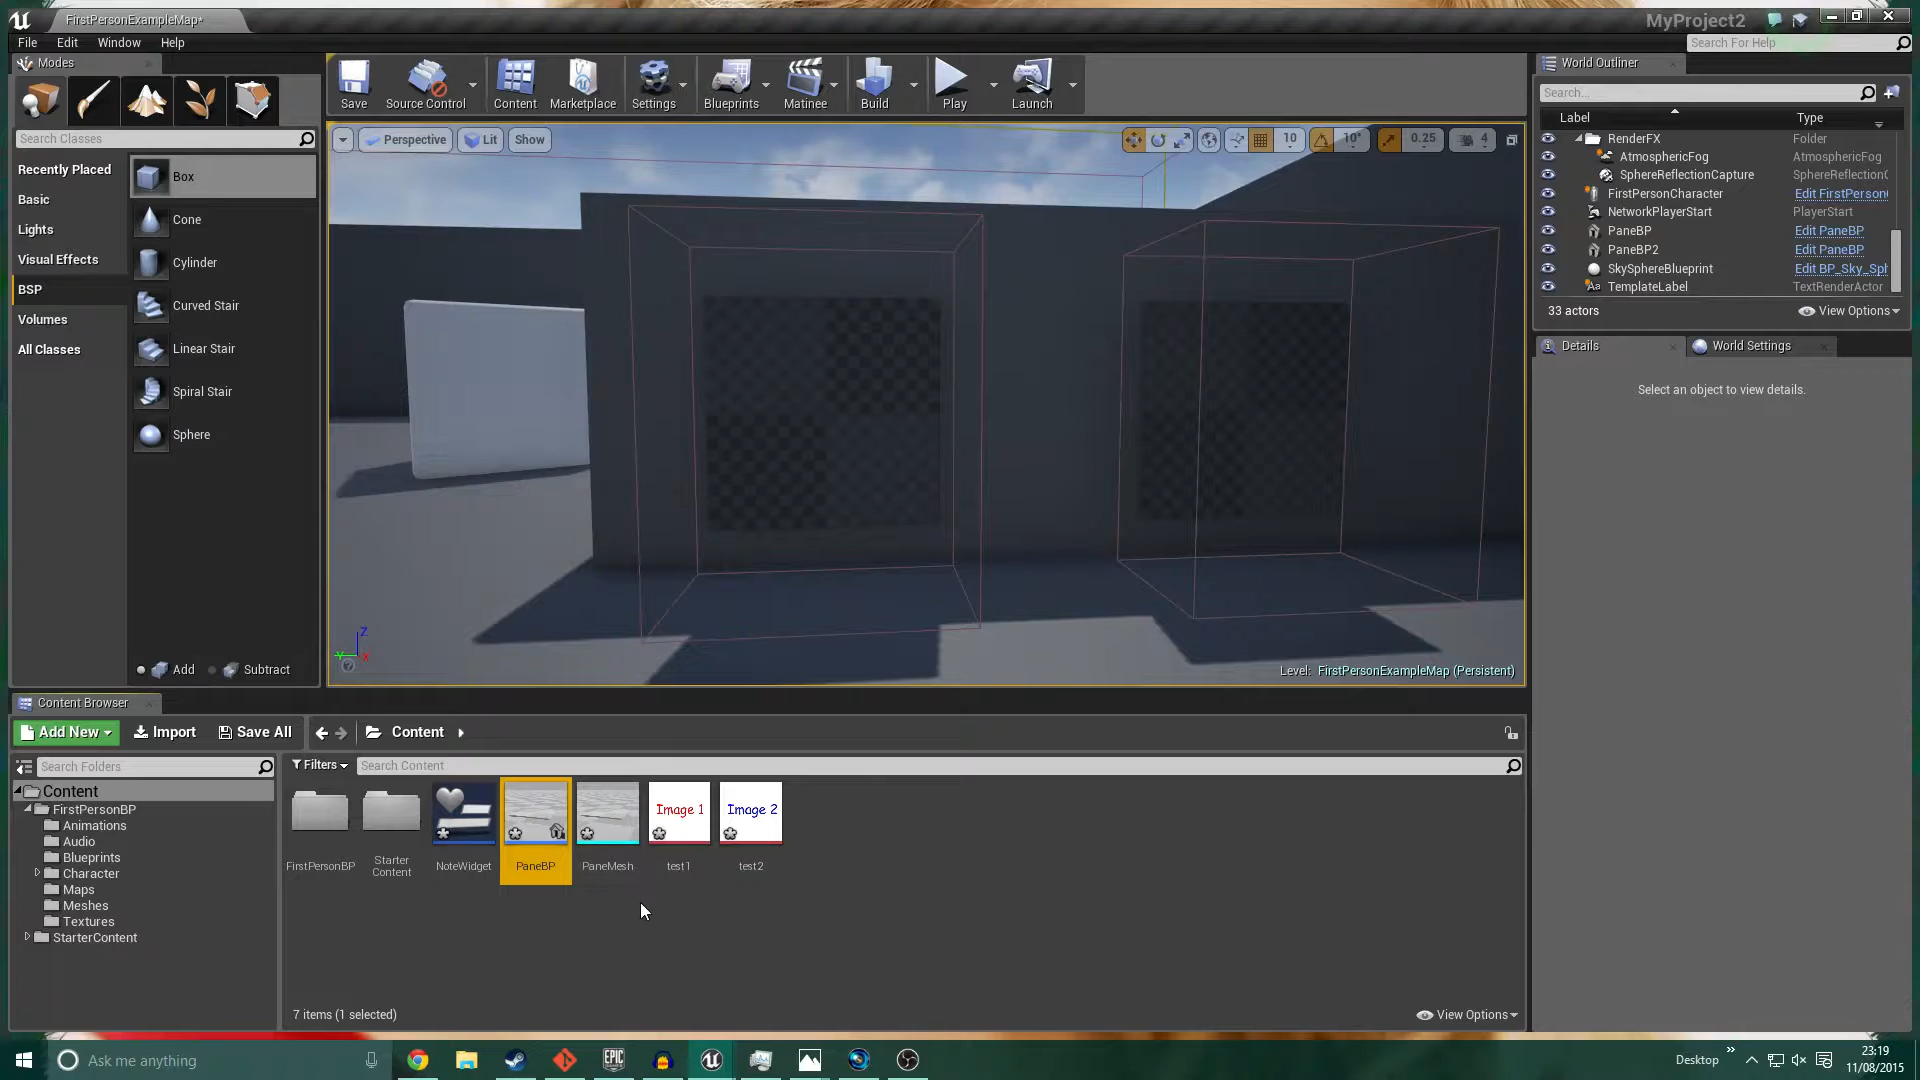 FirstPersonExampleMap*
MyProject2
File Edit Window Help
Search For Help
Modes
Search Classes
Recently Placed
Basic
Lights
Visual Effects
BSP
Volumes
All Classes
Box
Cone
Cylinder
Curved Stair
Linear Stair
Spiral Stair
Sphere
Add Subtract
Save Source Control Content Marketplace Settings Blueprints Matinee Build Play Launch
Perspective Lit Show
10 10° 0.25 4
Z
Y X
Level: FirstPersonExampleMap (Persistent)
World Outliner
Search...
Label Type
RenderFX Folder
AtmosphericFog AtmosphericFog
SphereReflectionCapture SphereReflectionC
FirstPersonCharacter Edit FirstPerson
NetworkPlayerStart PlayerStart
PaneBP Edit PaneBP
PaneBP2 Edit PaneBP
SkySphereBlueprint Edit BP_Sky_Sph
TemplateLabel TextRenderActor
33 actors View Options
Details World Settings
Select an object to view details.
Content Browser
Add New Import Save All Content
Search Folders
Filters Search Content
Content
FirstPersonBP
Animations
Audio
Blueprints
Character
Maps
Meshes
Textures
StarterContent
Image 1 Image 2
FirstPersonBP
Starter
Content
NoteWidget
PaneBP
PaneMesh
test1
test2
7 items (1 selected) View Options
Ask me anything
EPIC
Desktop
23:19
11/08/2015